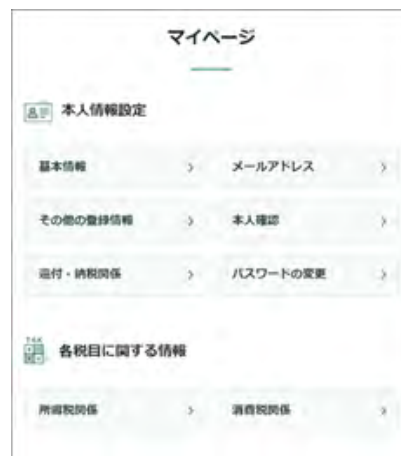 マイページ
本人情報設定
基本情報
メールアドレス
その他の登録情報
本人確認
還付・納税関係
パスワードの変更
TAX
各税目に関する情報
所得税関係
消費税関係